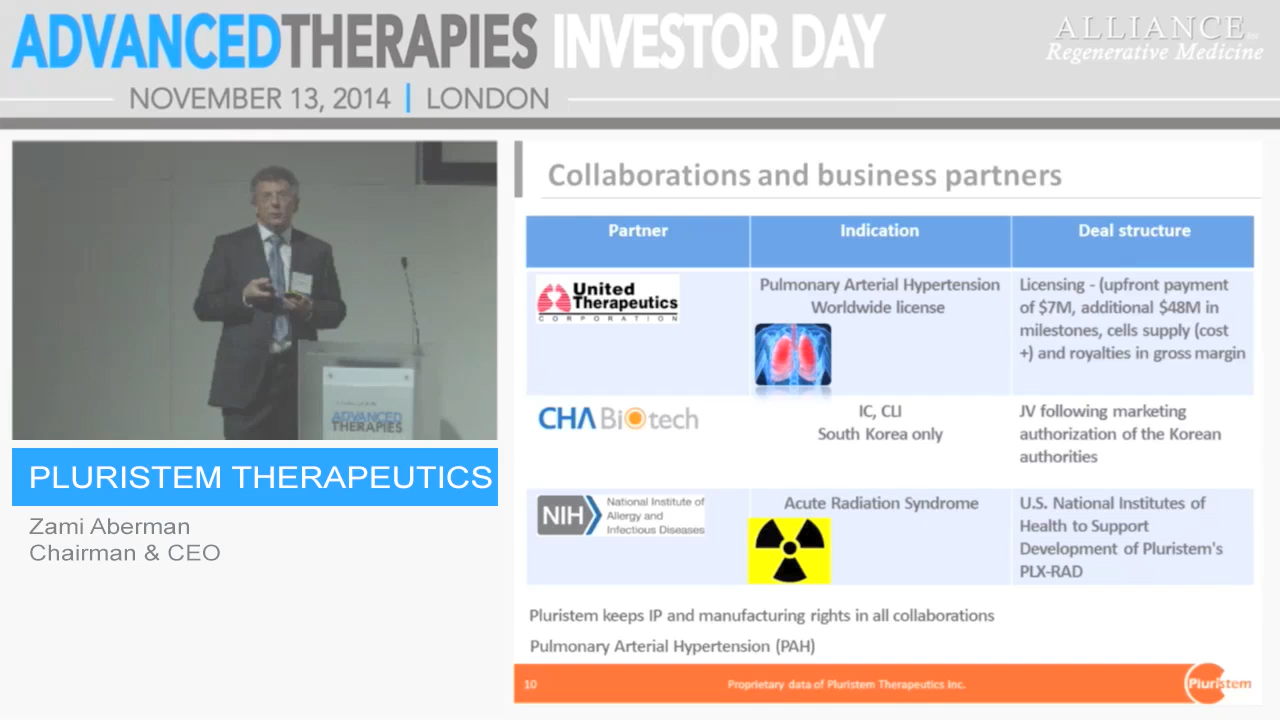 ADVANCEDTHERAPIES INVESTOR DAY
ALLIANCE for
Regenerative Medicine
NOVEMBER 13, 2014 | LONDON
ADVANCED
THERAPIES
PLURISTEM THERAPEUTICS
Zami Aberman
Chairman & CEO
Collaborations and business partners
Partner
Indication
Deal structure
United
Therapeutics
CORPORATION
Pulmonary Arterial Hypertension
Worldwide license
Licensing - (upfront payment
of $7M, additional $48M in
milestones, cells supply (cost
+) and royalties in gross margin
CHA Biotech
IC, CLI
South Korea only
JV following marketing
authorization of the Korean
authorities
NIH
National Institute of
Allergy and
Infectious Diseases
Acute Radiation Syndrome
U.S. National Institutes of
Health to Support
Development of Pluristem's
PLX-RAD
Pluristem keeps IP and manufacturing rights in all collaborations
Pulmonary Arterial Hypertension (PAH)
10
Proprietary data of Pluristem Therapeutics Inc.
Pluristem